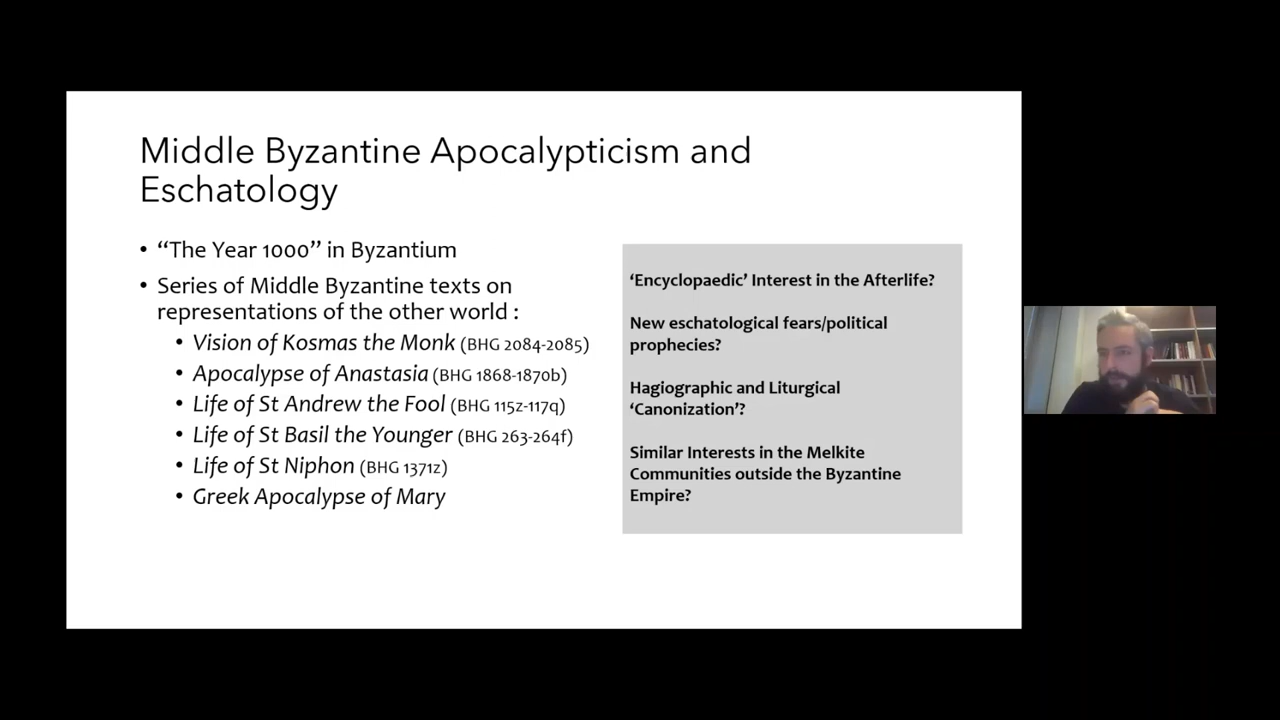 Middle Byzantine Apocalypticism and
Eschatology
• “The Year 1000” in Byzantium
• Series of Middle Byzantine texts on
representations of the other world :
• Vision of Kosmas the Monk (BHG 2084-2085)
• Apocalypse of Anastasia (BHG 1868-1870b)
• Life of St Andrew the Fool (BHG 115z-117q)
• Life of St Basil the Younger (BHG 263-264f)
• Life of St Niphon (BHG 1371z)
• Greek Apocalypse of Mary
‘Encyclopaedic’ Interest in the Afterlife?
New eschatological fears/political
prophecies?
Hagiographic and Liturgical
‘Canonization’?
Similar Interests in the Melkite
Communities outside the Byzantine
Empire?